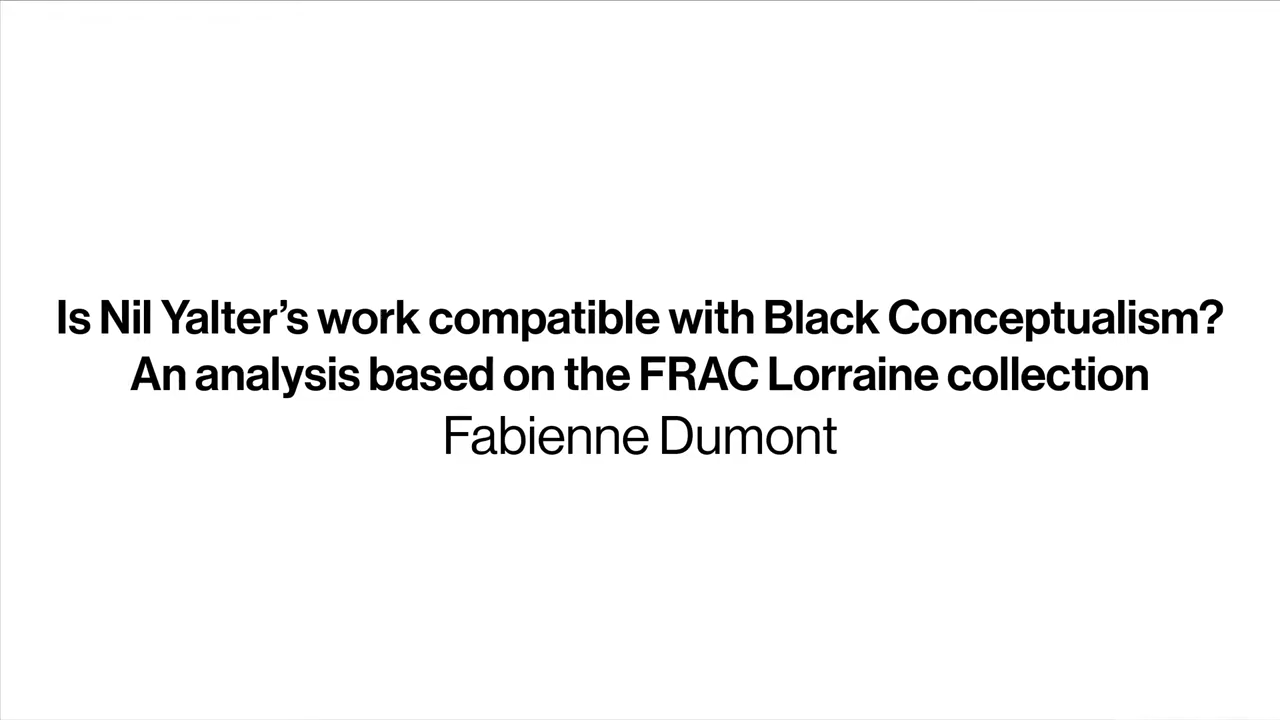 Is Nil Yalter’s work compatible with Black Conceptualism?
An analysis based on the FRAC Lorraine collection
Fabienne Dumont